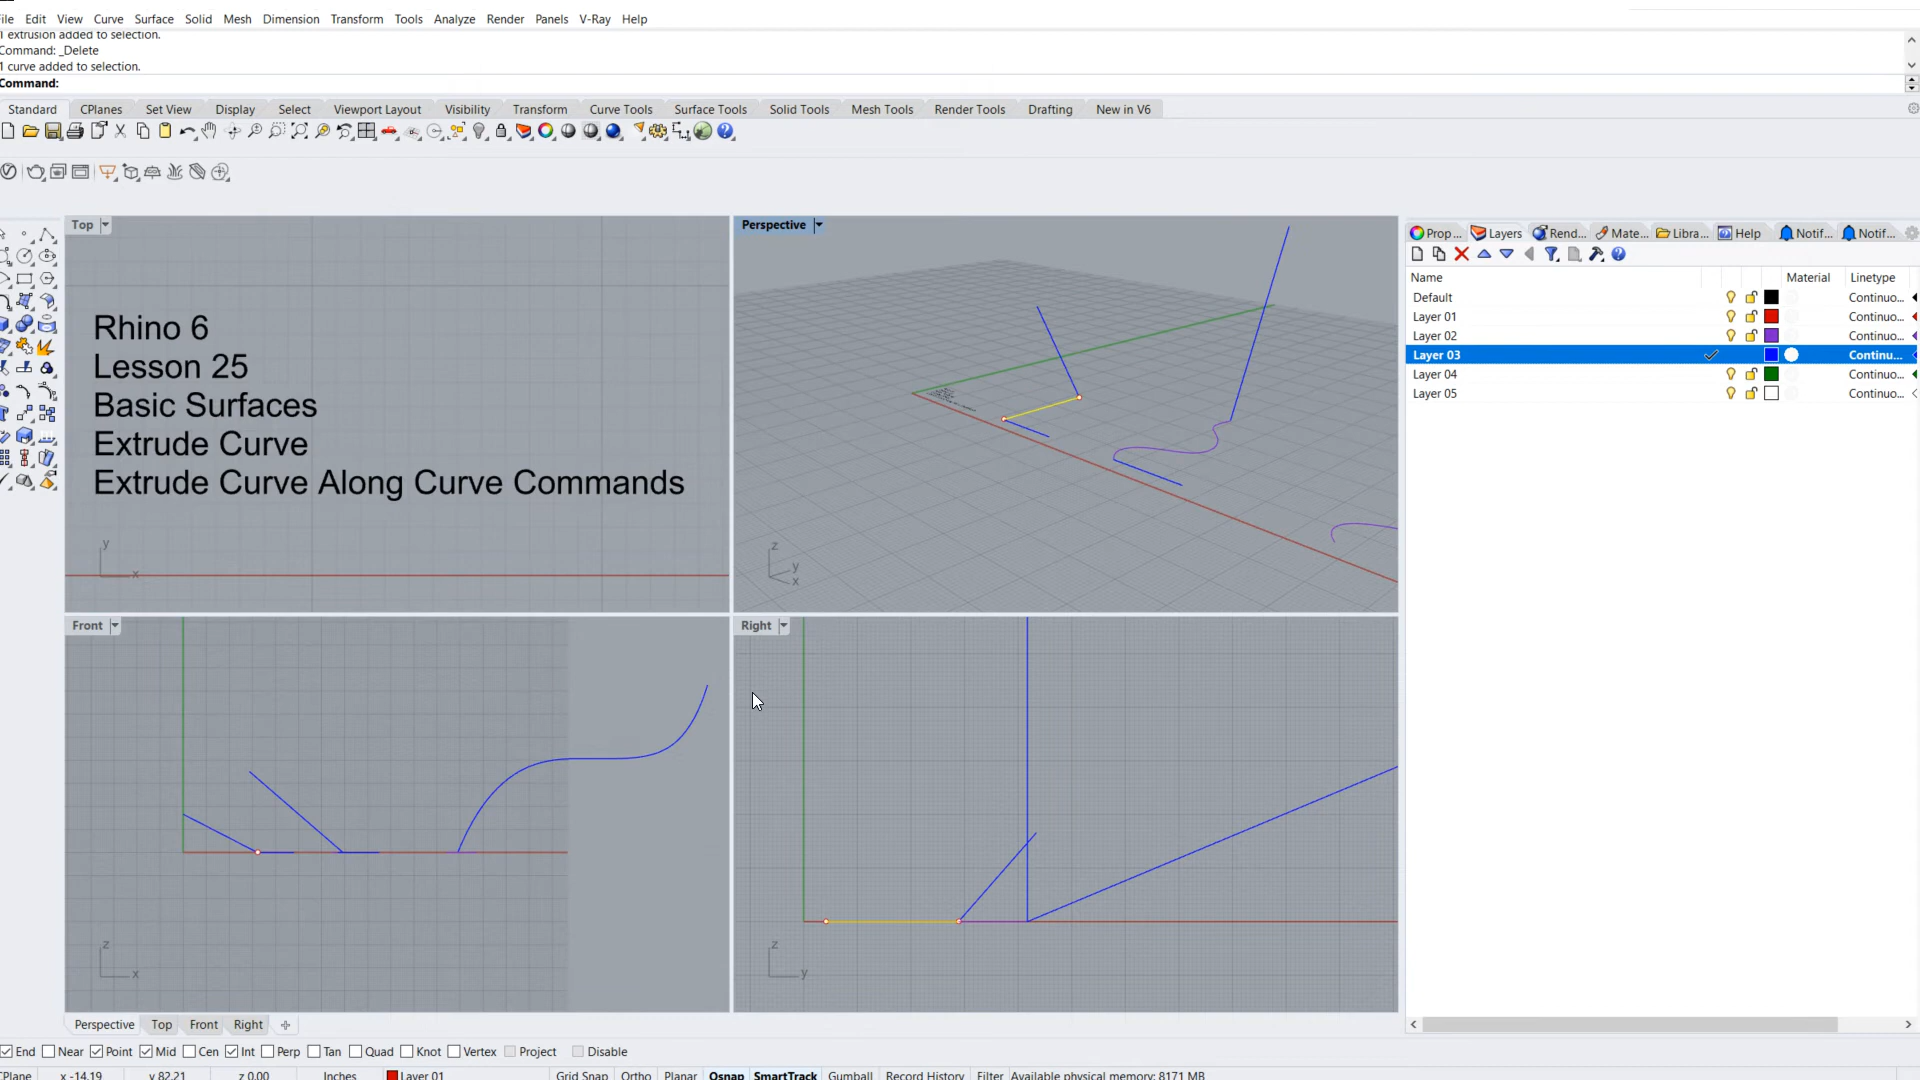 File Edit View Curve Surface Solid Mesh Dimension Transform Tools Analyze Render Panels V-Ray Help
1 extrusion added to selection.
Command: _Delete
1 curve added to selection.
Command:
Standard CPlanes Set View Display Select Viewport Layout Visibility Transform Curve Tools Surface Tools Solid Tools Mesh Tools Render Tools Drafting New in V6
Top
Rhino 6
Lesson 25
Basic Surfaces
Extrude Curve
Extrude Curve Along Curve Commands
y
x
Perspective
z
y
x
Front
z
x
Right
z
y
Prop... Layers Rend... Mate... Libra... Help Notif... Notif...
Name Material Linetype
Default Continuo...
Layer 01 Continuo...
Layer 02 Continuo...
Layer 03 Continu...
Layer 04 Continuo...
Layer 05 Continuo...
Perspective Top Front Right
End Near Point Mid Cen Int Perp Tan Quad Knot Vertex Project Disable
CPlane x -14.19 y 82.21 z 0.00 Inches Layer 01 Grid Snap Ortho Planar Osnap SmartTrack Gumball Record History Filter Available physical memory: 8171 MB